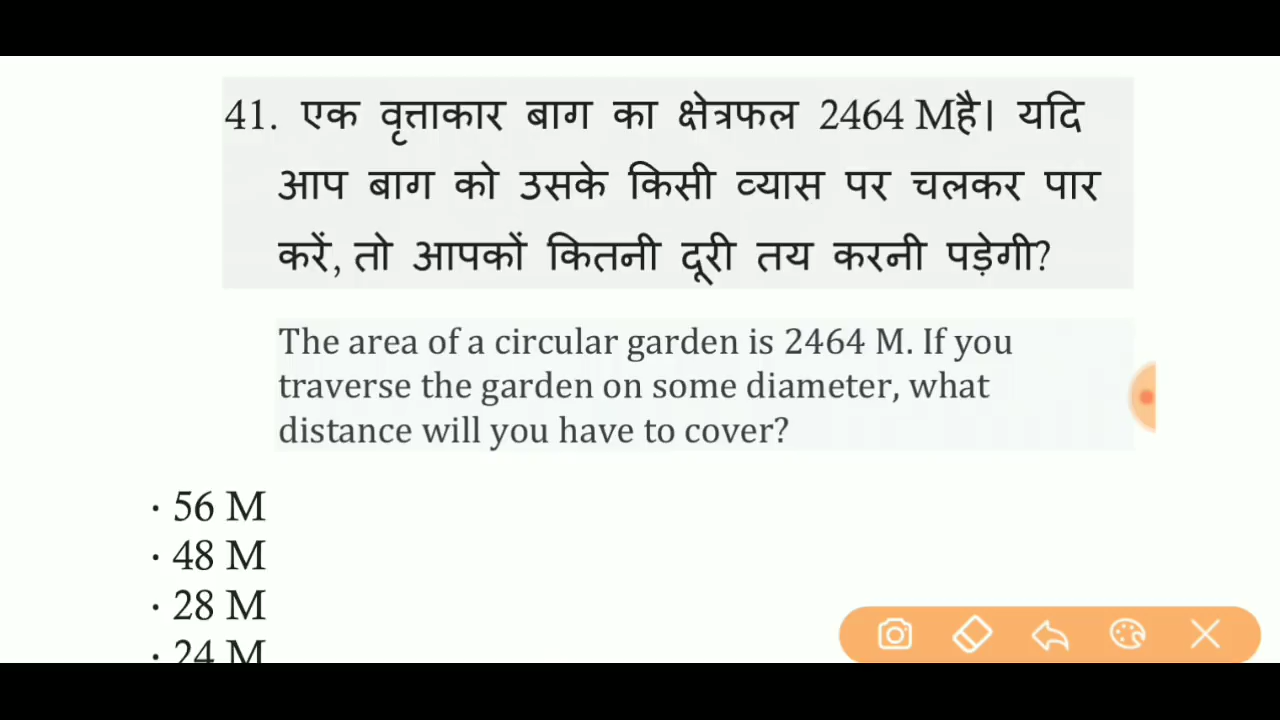 41. एक वृत्ताकार बाग का क्षेत्रफल 2464 Mहै। यदि
आप बाग को उसके किसी व्यास पर चलकर पार
करें, तो आपकों कितनी दूरी तय करनी पड़ेगी?
The area of a circular garden is 2464 M. If you
traverse the garden on some diameter, what
distance will you have to cover?
· 56 M
· 48 M
· 28 M
· 24 M